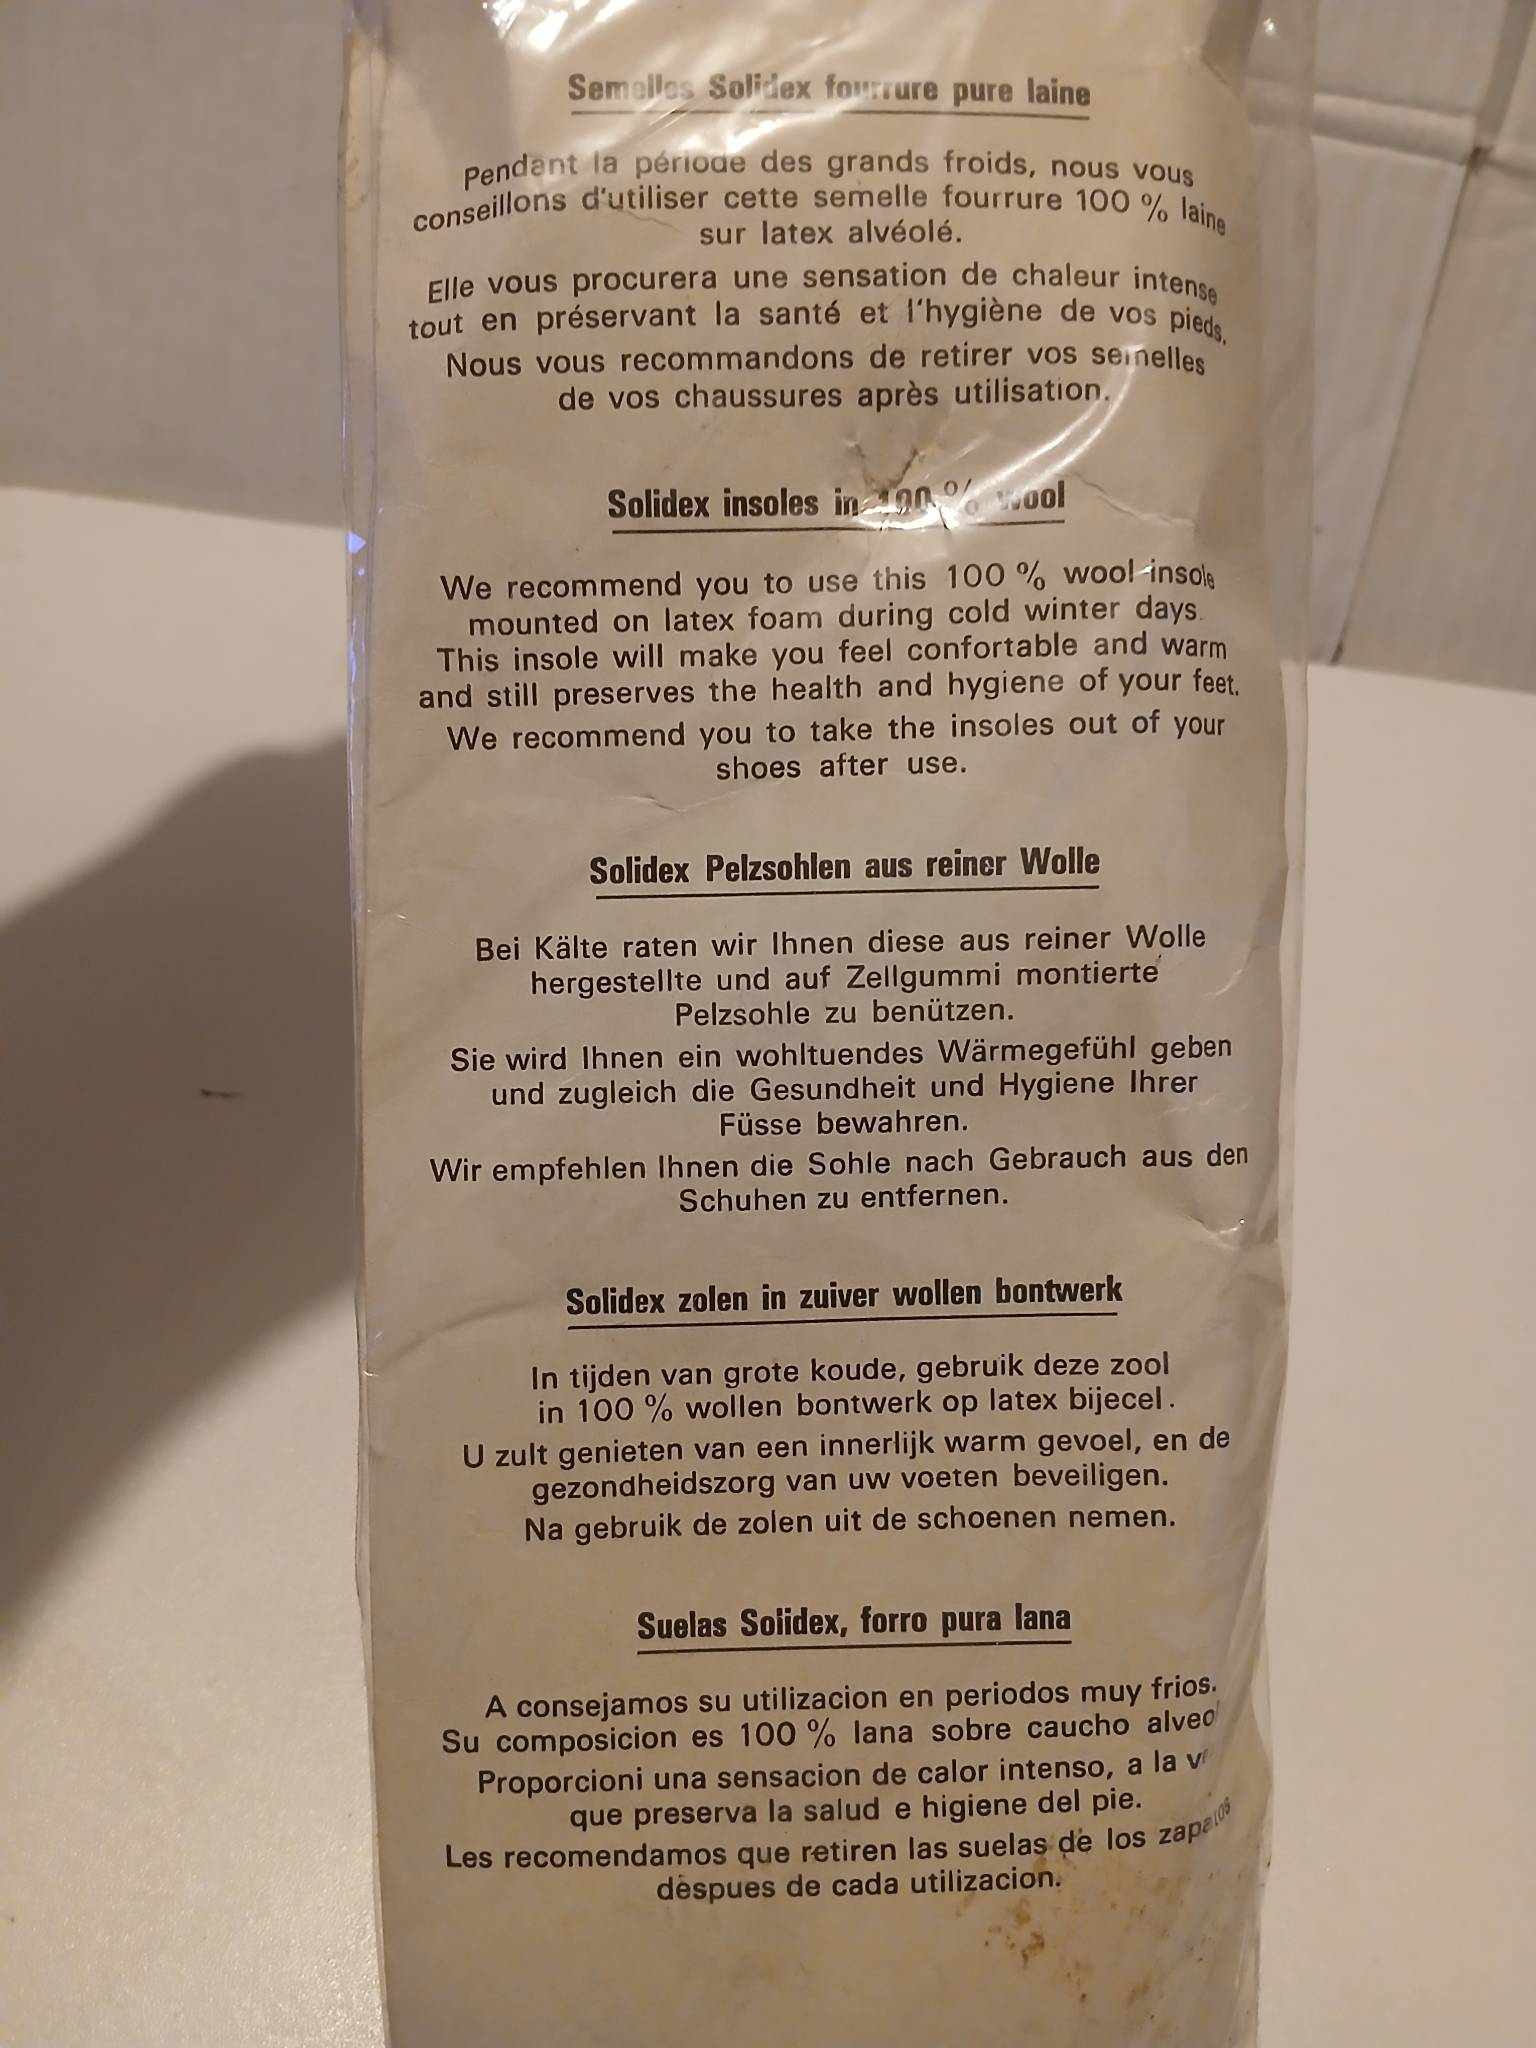 Semelles Solidex fourrure pure laine
Pendant la période des grands froids, nous vous
conseillons d'utiliser cette semelle fourrure 100 % laine
sur latex alvéolé.
Elle vous procurera une sensation de chaleur intense
tout en préservant la santé et l'hygiène de vos pieds.
Nous vous recommandons de retirer vos semelles
de vos chaussures après utilisation.
Solidex insoles in 100 % wool
We recommend you to use this 100 % wool insole
mounted on latex foam during cold winter days.
This insole will make you feel confortable and warm
and still preserves the health and hygiene of your feet.
We recommend you to take the insoles out of your
shoes after use.
Solidex Pelzsohlen aus reiner Wolle
Bei Kälte raten wir Ihnen diese aus reiner Wolle
hergestellte und auf Zellgummi montierte
Pelzsohle zu benützen.
Sie wird Ihnen ein wohltuendes Wärmegefühl geben
und zugleich die Gesundheit und Hygiene Ihrer
Füsse bewahren.
Wir empfehlen Ihnen die Sohle nach Gebrauch aus den
Schuhen zu entfernen.
Solidex zolen in zuiver wollen bontwerk
In tijden van grote koude, gebruik deze zool
in 100 % wollen bontwerk op latex bijecel.
U zult genieten van een innerlijk warm gevoel, en de
gezondheidszorg van uw voeten beveiligen.
Na gebruik de zolen uit de schoenen nemen.
Suelas Solidex, forro pura lana
A consejamos su utilizacion en periodos muy frios.
Su composicion es 100 % lana sobre caucho
Proporcioni una sensacion de calor intenso, a la
que preserva la salud e higiene del pie.
Les recomendamos que retiren las suelas de los zapatos
dèspues de cada utilizacion.